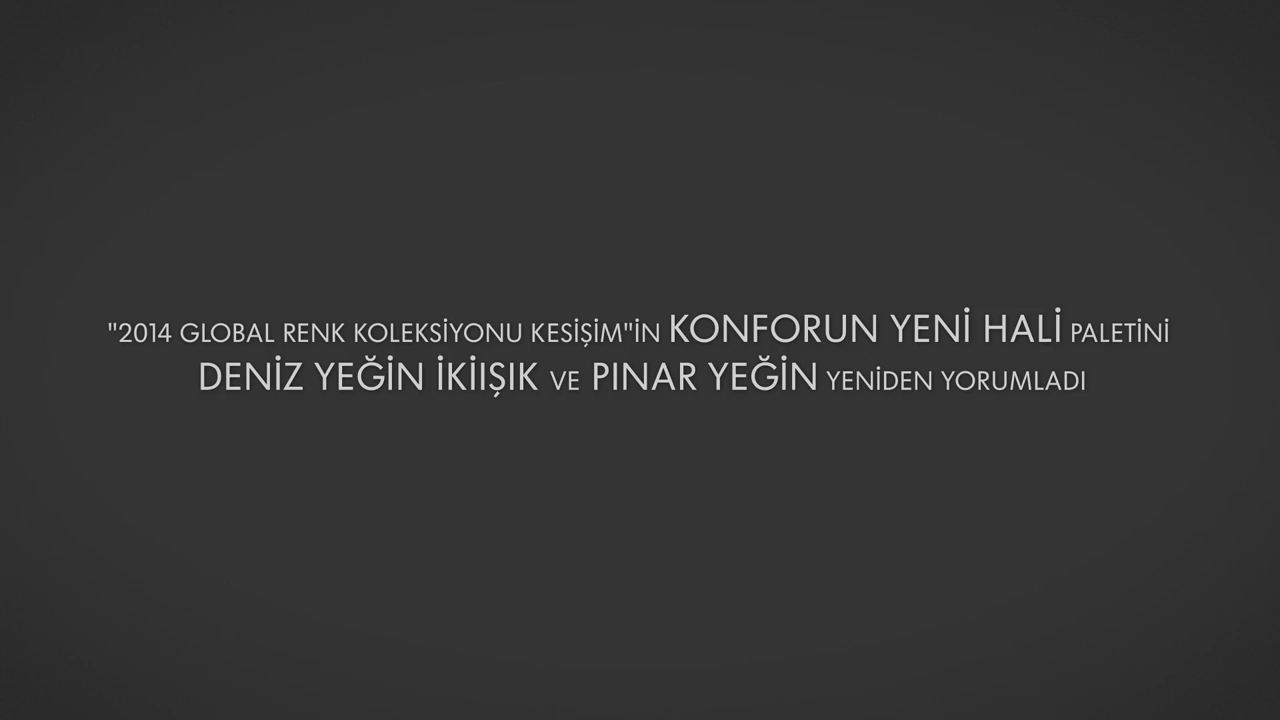 "2014 GLOBAL RENK KOLEKSİYONU KESİŞİM"İN KONFORUN YENİ HALİ PALETİNİ
DENİZ YEĞİN İKİIŞIK VE PINAR YEĞİN YENİDEN YORUMLADI